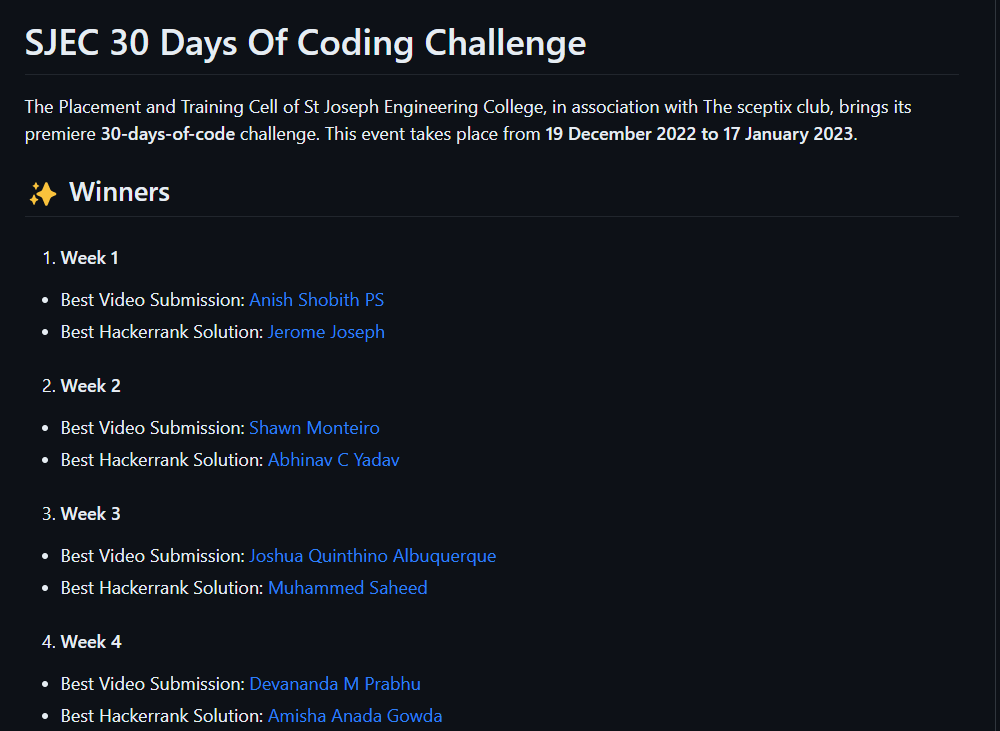 SJEC 30 Days Of Coding Challenge
The Placement and Training Cell of St Joseph Engineering College, in association with The sceptix club, brings its
premiere 30-days-of-code challenge. This event takes place from 19 December 2022 to 17 January 2023.
✨ Winners
1. Week 1
• Best Video Submission: Anish Shobith PS
• Best Hackerrank Solution: Jerome Joseph
2. Week 2
• Best Video Submission: Shawn Monteiro
• Best Hackerrank Solution: Abhinav C Yadav
3. Week 3
• Best Video Submission: Joshua Quinthino Albuquerque
• Best Hackerrank Solution: Muhammed Saheed
4. Week 4
• Best Video Submission: Devananda M Prabhu
• Best Hackerrank Solution: Amisha Anada Gowda